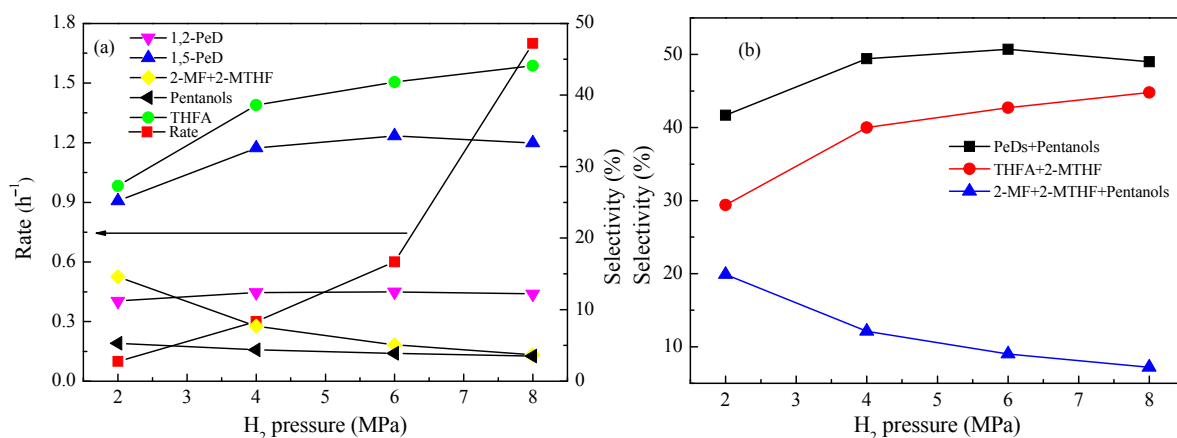 (a)
1,2-PeD
1,5-PeD
2-MF+2-MTHF
Pentanols
THFA
Rate
Rate (h⁻¹)
1.8
1.5
1.2
0.9
0.6
0.3
0.0
50
40
30
20
10
0
Selectivity (%)
2 3 4 5 6 7 8
H₂ pressure (MPa)
(b)
PeDs+Pentanols
THFA+2-MTHF
2-MF+2-MTHF+Pentanols
Selectivity (%)
50
40
30
20
10
2 3 4 5 6 7 8
H₂ pressure (MPa)